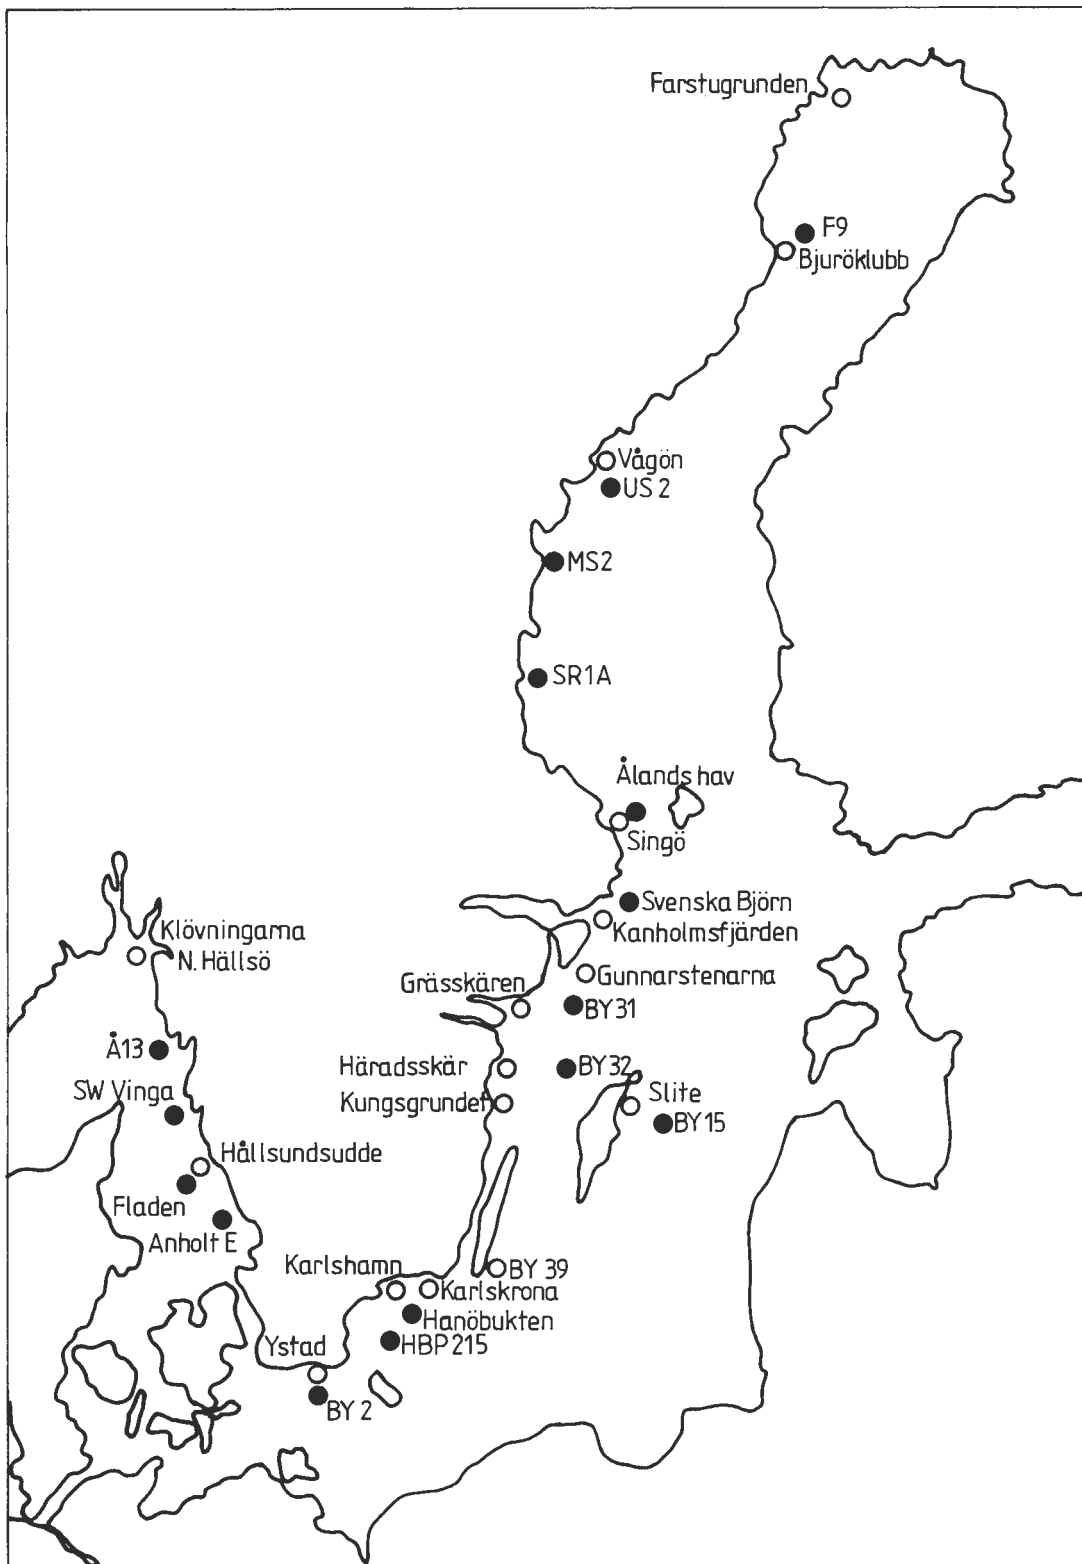 Farstugrunden
F9
Bjuröklubb
Vågön
US 2
MS2
SR1A
Ålands hav
Singö
Svenska Björn
Kanholmsfjärden
Klövningarna
N. Hällsö
Gunnarstenarna
Grässkären
BY31
Å13
Häradsskär
BY32
SW Vinga
Kungsgrundet
Slite
BY15
Hållsundsudde
Fladen
Anholt E
Karlshamn
BY 39
Karlskrona
Hanöbukten
HBP215
Ystad
BY 2